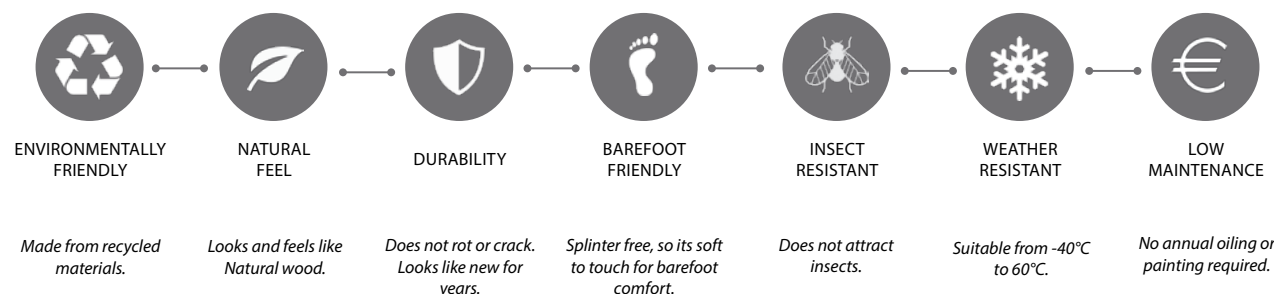 ENVIRONMENTALLY
FRIENDLY
NATURAL
FEEL
DURABILITY
BAREFOOT
FRIENDLY
INSECT
RESISTANT
WEATHER
RESISTANT
LOW
MAINTENANCE
Made from recycled
materials.
Looks and feels like
Natural wood.
Does not rot or crack.
Looks like new for
years.
Splinter free, so its soft
to touch for barefoot
comfort.
Does not attract
insects.
Suitable from -40°C
to 60°C.
No annual oiling or
painting required.